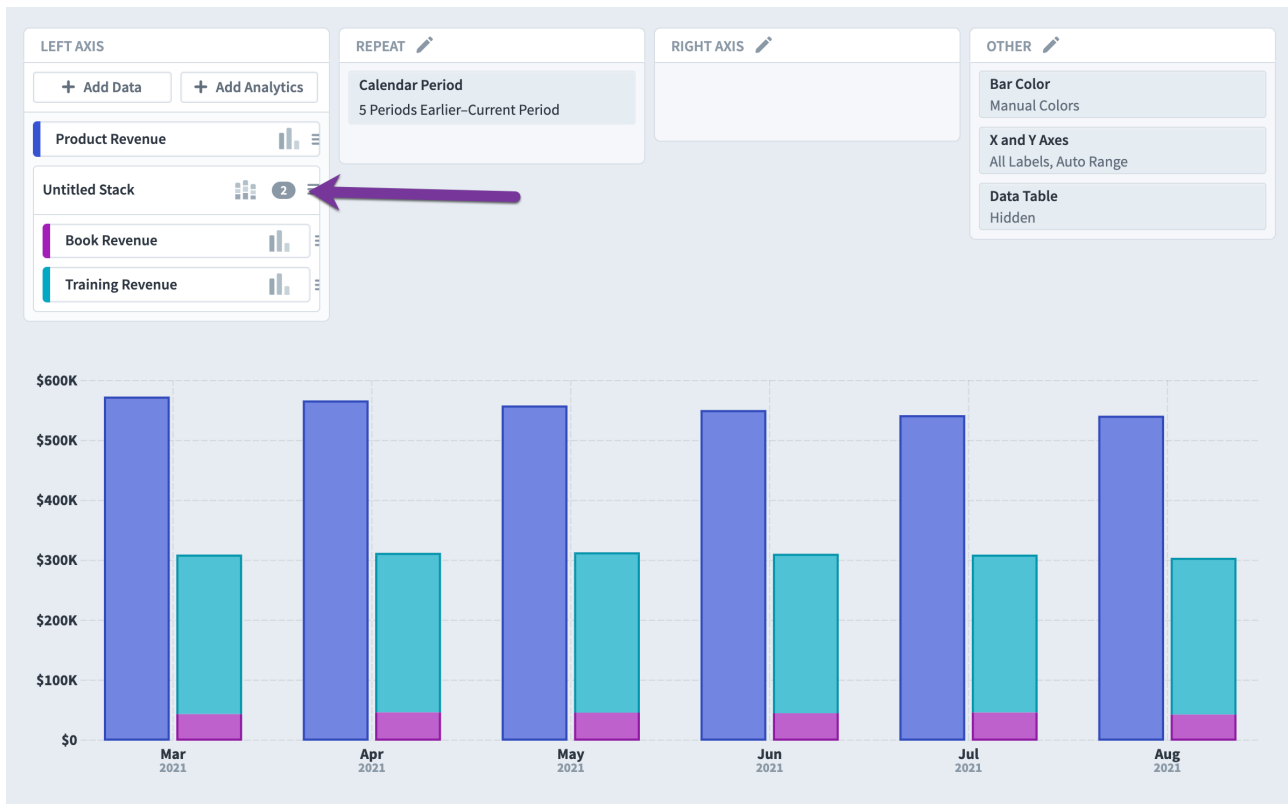 LEFT AXIS
+ Add Data
+ Add Analytics
Product Revenue
Untitled Stack
2
Book Revenue
Training Revenue
REPEAT
Calendar Period
5 Periods Earlier–Current Period
RIGHT AXIS
OTHER
Bar Color
Manual Colors
X and Y Axes
All Labels, Auto Range
Data Table
Hidden
$600K
$500K
$400K
$300K
$200K
$100K
$0
Mar
2021
Apr
2021
May
2021
Jun
2021
Jul
2021
Aug
2021